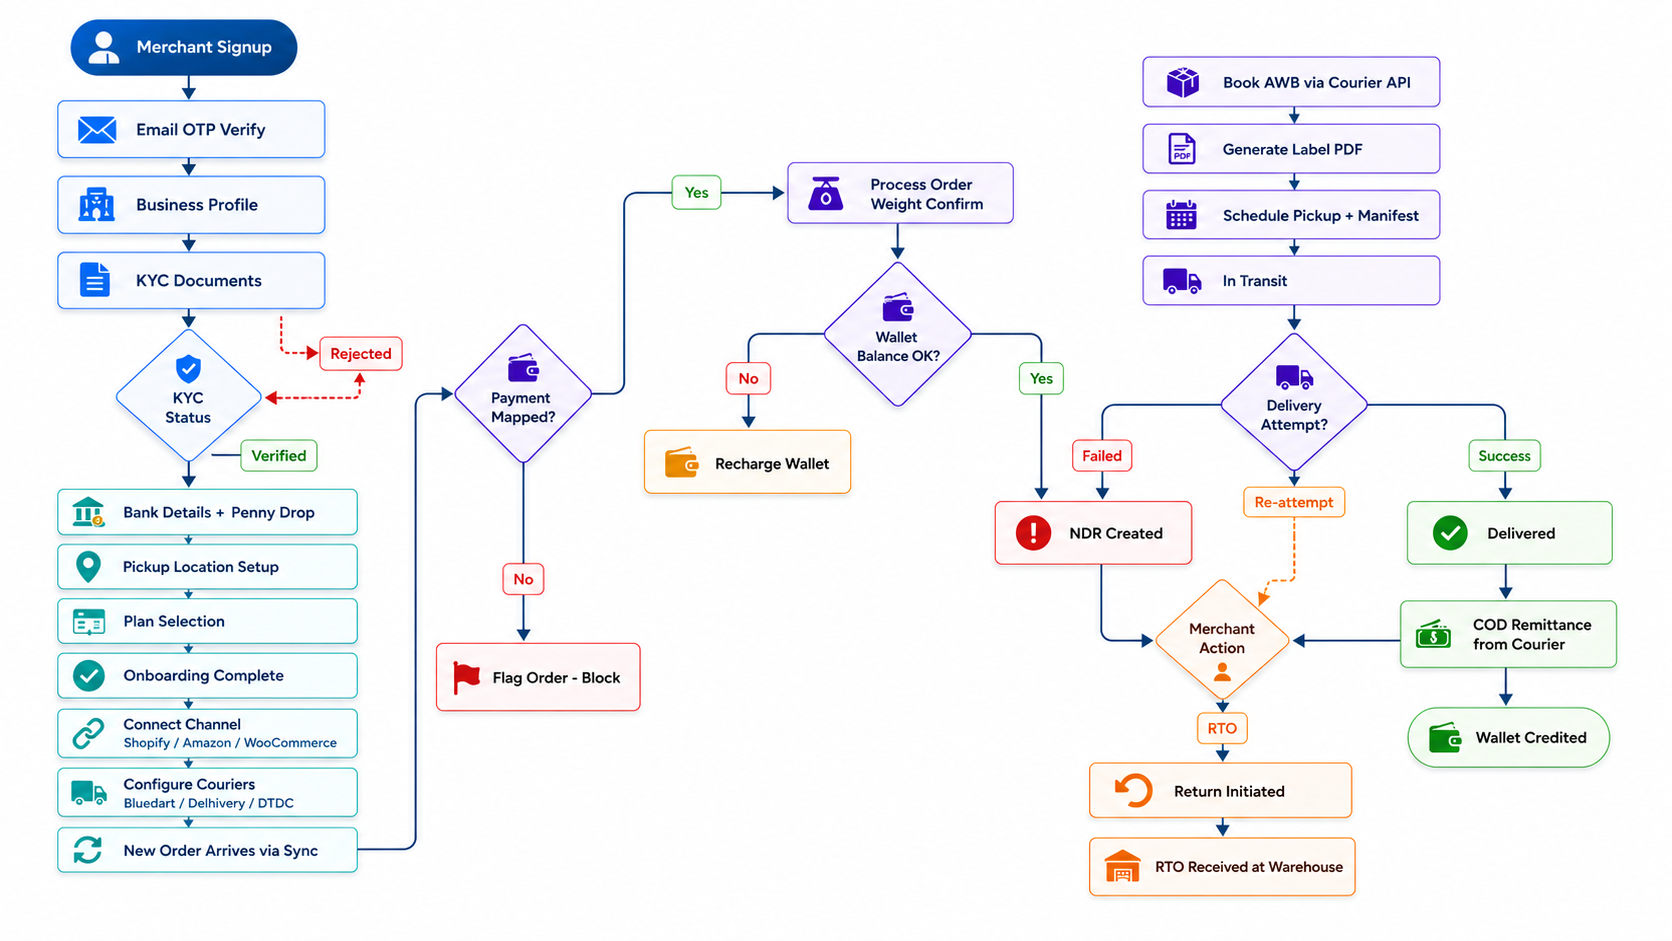 Merchant Signup
Email OTP Verify
Business Profile
KYC Documents
Rejected
KYC
Status
Verified
Bank Details + Penny Drop
Pickup Location Setup
Plan Selection
Onboarding Complete
Connect Channel
Shopify / Amazon / WooCommerce
Configure Couriers
Bluedart / Delhivery / DTDC
New Order Arrives via Sync
Payment
Mapped?
No
Flag Order - Block
Yes
Process Order
Weight Confirm
Wallet
Balance OK?
No
Recharge Wallet
Yes
Book AWB via Courier API
Generate Label PDF
PDF
Schedule Pickup + Manifest
In Transit
Delivery
Attempt?
Failed
Re-attempt
Success
NDR Created
Delivered
Merchant
Action
COD Remittance
from Courier
RTO
Wallet Credited
Return Initiated
RTO Received at Warehouse